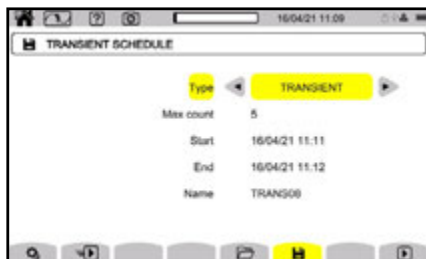 16/04/21 11:09
TRANSIENT SCHEDULE
Type TRANSIENT
Max count 5
Start 16/04/21 11:11
End 16/04/21 11:12
Name TRANS08